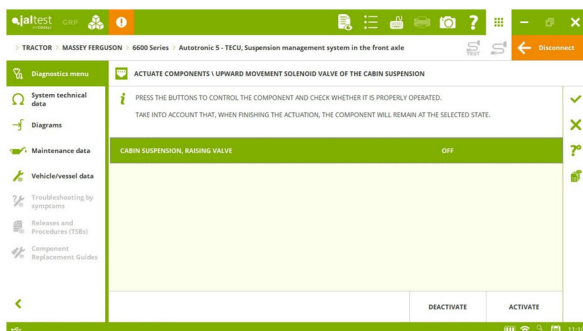 jaltest OHP
TRACTOR > MASSEY FERGUSON > 6600 Series > Autotronic 5 - TECU, Suspension management system in the front axle
TEST
Disconnect
Diagnostics menu
ACTUATE COMPONENTS \ UPWARD MOVEMENT SOLENOID VALVE OF THE CABIN SUSPENSION
System technical
data
PRESS THE BUTTONS TO CONTROL THE COMPONENT AND CHECK WHETHER IT IS PROPERLY OPERATED.
TAKE INTO ACCOUNT THAT, WHEN FINISHING THE ACTUATION, THE COMPONENT WILL REMAIN AT THE SELECTED STATE.
Diagrams
Maintenance data
CABIN SUSPENSION, RAISING VALVE OFF
Vehicle/vessel data
Troubleshooting by
symptoms
Releases and
Procedures (TSBs)
Component
Replacement Guides
DEACTIVATE ACTIVATE